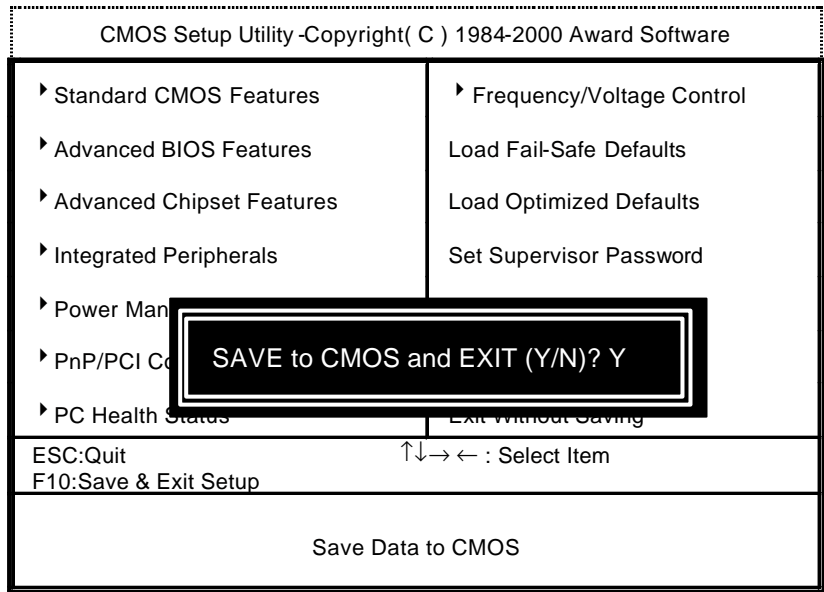 CMOS Setup Utility -Copyright( C ) 1984-2000 Award Software
Standard CMOS Features
Advanced BIOS Features
Advanced Chipset Features
Integrated Peripherals
Power Man
PnP/PCI Co
PC Health Status
Frequency/Voltage Control
Load Fail-Safe Defaults
Load Optimized Defaults
Set Supervisor Password
Exit Without Saving
SAVE to CMOS and EXIT (Y/N)? Y
ESC:Quit ↑↓→← : Select Item
F10:Save & Exit Setup
Save Data to CMOS